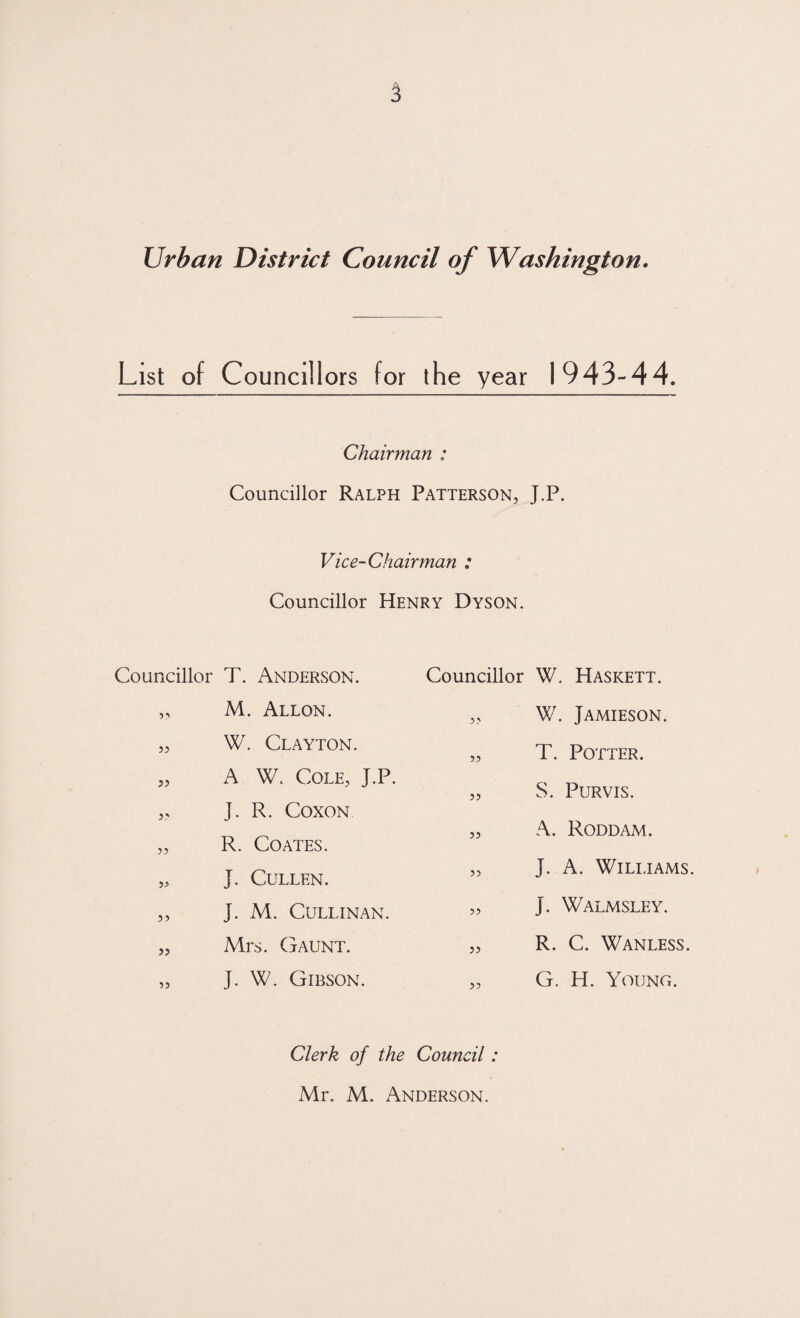 3
Urban District Council of Washington.
List of Councillors for the year 1943-44.
Chairman :
Councillor Ralph Patterson, J.P.
Vice-Chairman :
Councillor Henry Dyson.
Councillor T. Anderson.
„ M. Allon.
„ W. Clayton.
„ A W. Cole, J.P.
„ J. R. Coxon
„ R. Coates.
„ J. Cullen.
„ J. M. Cullinan.
„ Mrs. Gaunt.
„ J. W. Gibson.
Councillor W. Haskett.
„ W. Jamieson.
„ T. Potter.
„ S. Purvis.
„ A. Roddam.
„ J. A. Williams.
„ J. Walmsley.
„ R. C. Wanless.
„ G. H. Young.
Clerk of the Council :
Mr. M. Anderson.